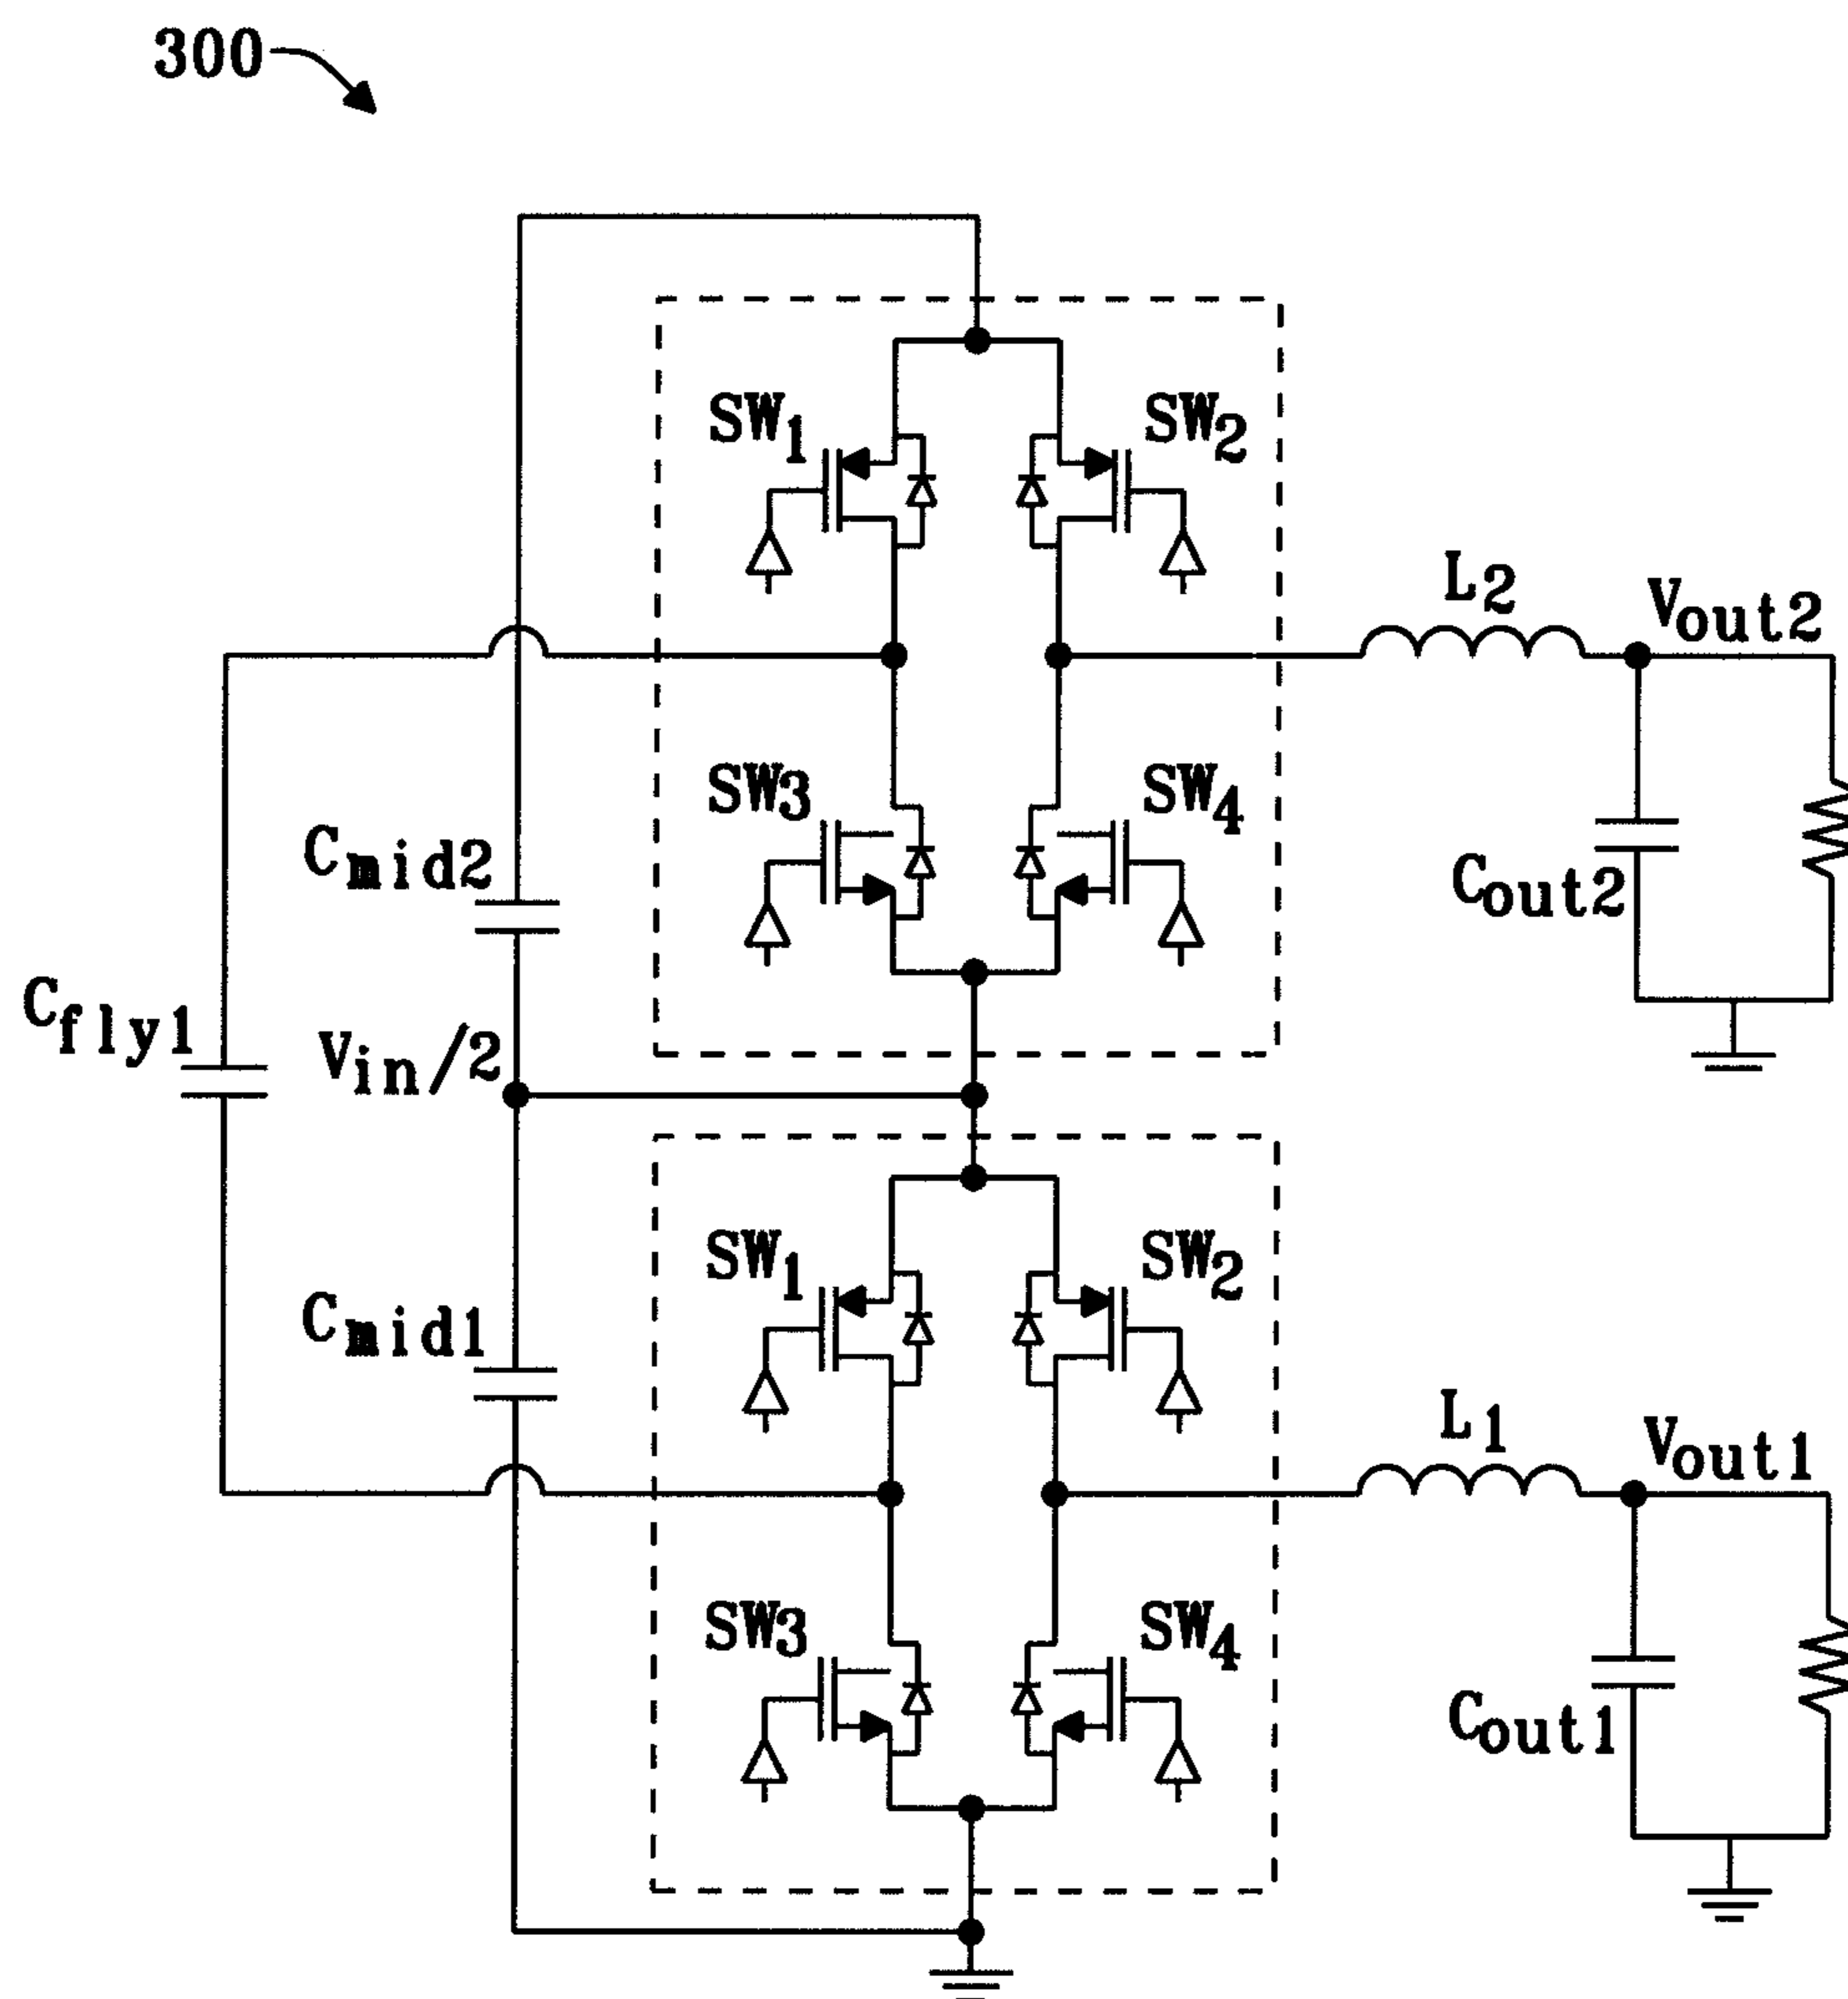 300
SW1
SW2
L2
Vout2
SW3
SW4
Cmid2
Cout2
Cfly1
Vin/2
SW1
SW2
Cmid1
L1
Vout1
SW3
SW4
Cout1